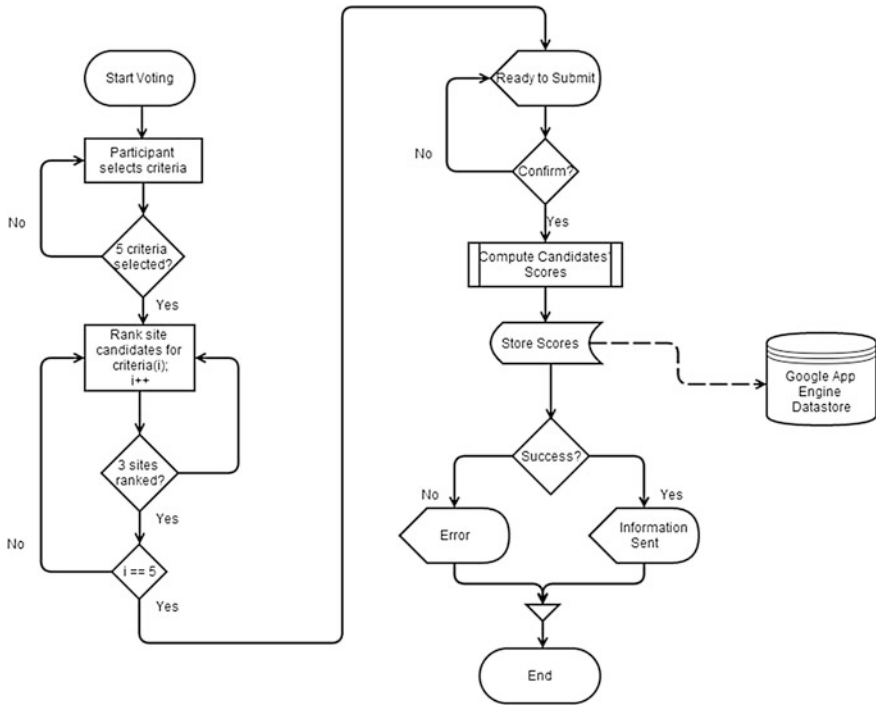 Start Voting
Participant
selects criteria
No
5 criteria
selected?
Yes
Rank site
candidates for
criteria(i);
i++
3 sites
ranked?
Yes
No
i == 5
Yes
Ready to Submit
No
Confirm?
Yes
Compute Candidates'
Scores
Store Scores
Google App
Engine
Datastore
Success?
No
Yes
Error
Information
Sent
End